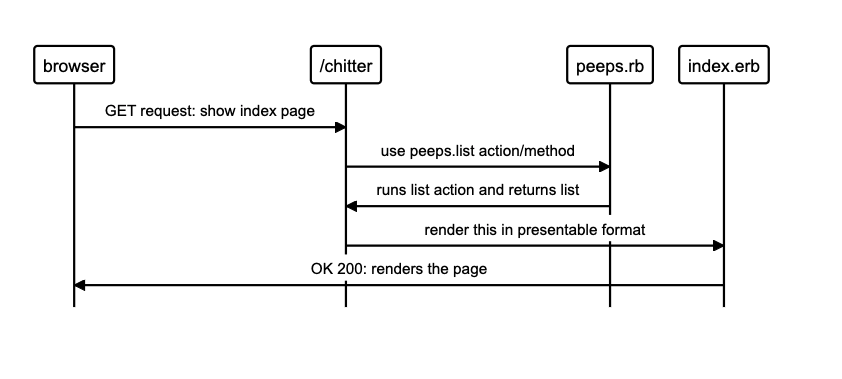 browser
/chitter
peeps.rb
index.erb
GET request: show index page
use peeps.list action/method
runs list action and returns list
render this in presentable format
OK 200: renders the page